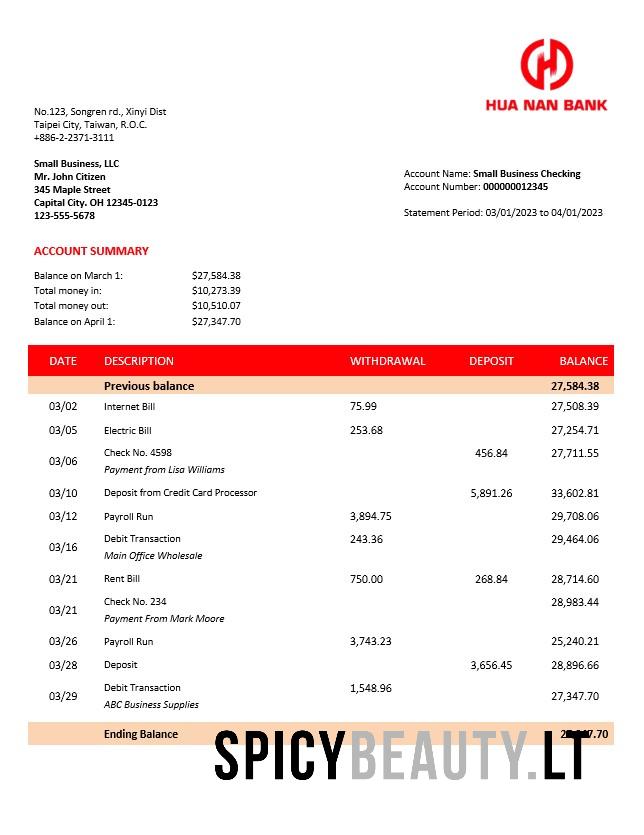 HUA NAN BANK
No.123, Songren rd., Xinyi Dist
Taipei City, Taiwan, R.O.C.
+886-2-2371-3111
Small Business, LLC
Mr. John Citizen
345 Maple Street
Capital City. OH 12345-0123
123-555-5678
Account Name: Small Business Checking
Account Number: 000000012345
Statement Period: 03/01/2023 to 04/01/2023
ACCOUNT SUMMARY
Balance on March 1: $27,584.38
Total money in: $10,273.39
Total money out: $10,510.07
Balance on April 1: $27,347.70
DATE DESCRIPTION WITHDRAWAL DEPOSIT BALANCE
Previous balance 27,584.38
03/02 Internet Bill 75.99 27,508.39
03/05 Electric Bill 253.68 27,254.71
03/06 Check No. 4598 456.84 27,711.55
Payment from Lisa Williams
03/10 Deposit from Credit Card Processor 5,891.26 33,602.81
03/12 Payroll Run 3,894.75 29,708.06
03/16 Debit Transaction 243.36 29,464.06
Main Office Wholesale
03/21 Rent Bill 750.00 268.84 28,714.60
03/21 Check No. 234 28,983.44
Payment From Mark Moore
03/26 Payroll Run 3,743.23 25,240.21
03/28 Deposit 3,656.45 28,896.66
03/29 Debit Transaction 1,548.96 27,347.70
ABC Business Supplies
Ending Balance
SPICYBEAUTY.LT